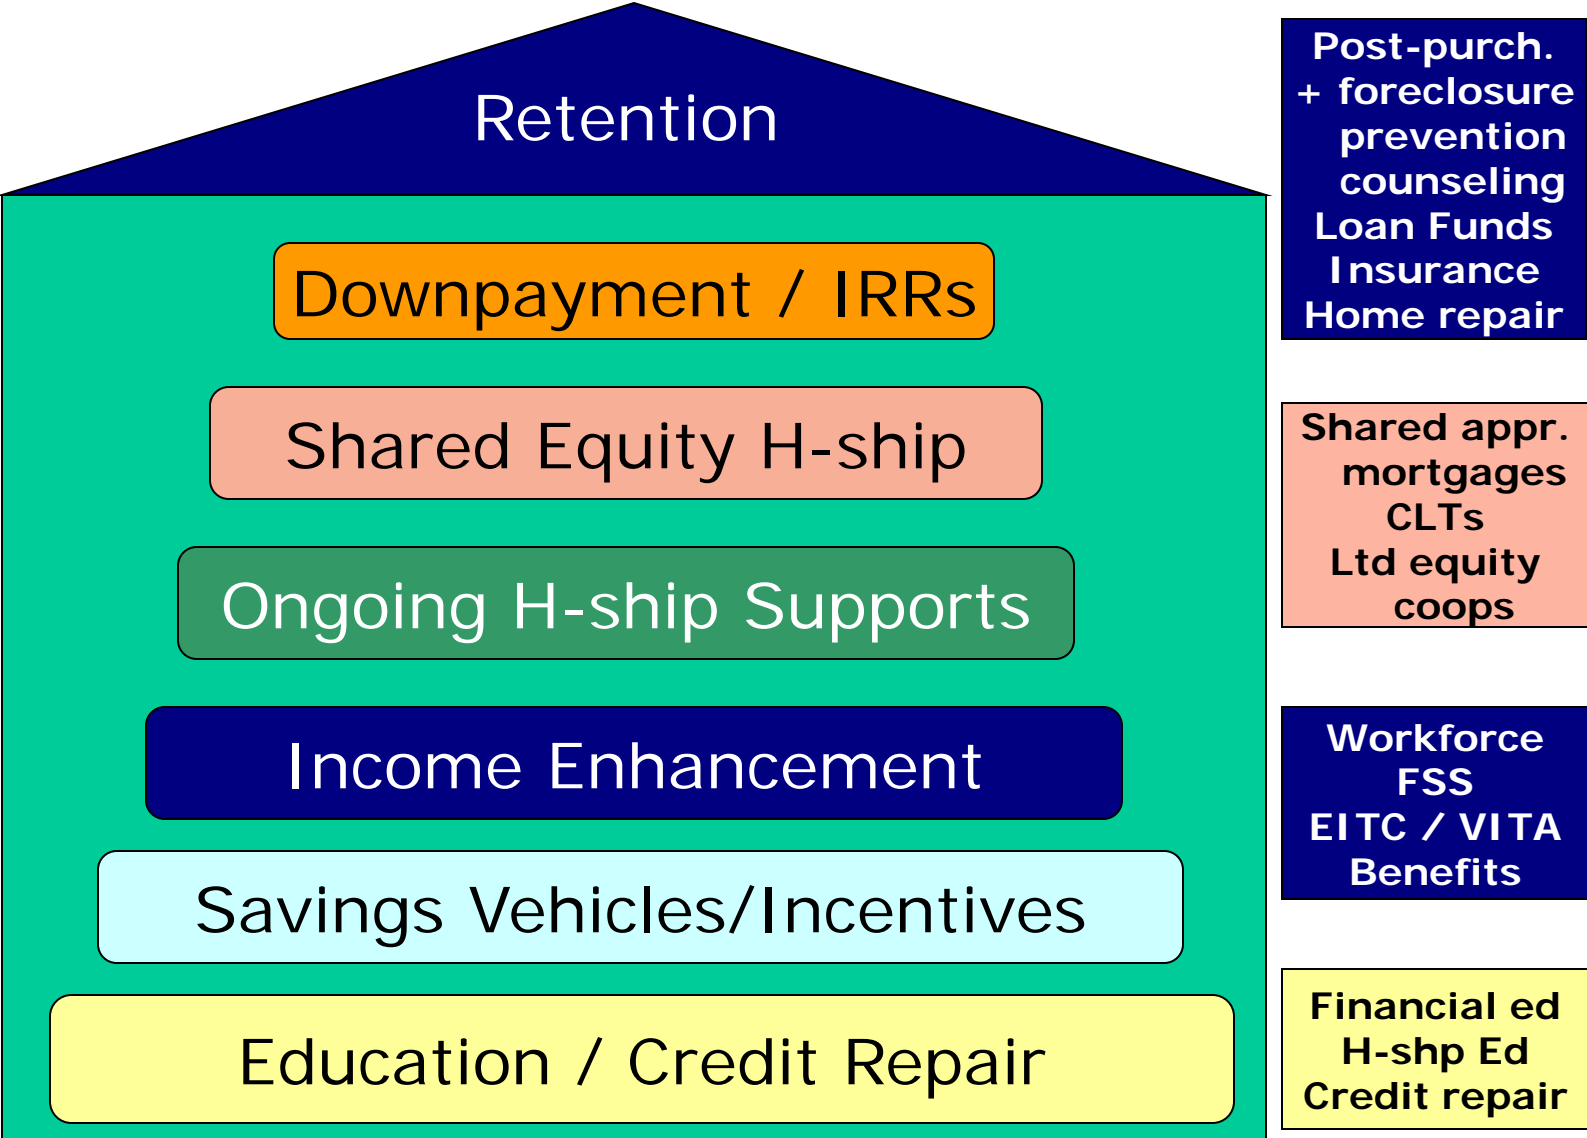 Retention
Downpayment / IRRs
Shared Equity H-ship
Ongoing H-ship Supports
Income Enhancement
Savings Vehicles/Incentives
Education / Credit Repair
Post-purch.
+ foreclosure
prevention
counseling
Loan Funds
Insurance
Home repair
Shared appr.
mortgages
CLTs
Ltd equity
coops
Workforce
FSS
EITC / VITA
Benefits
Financial ed
H-shp Ed
Credit repair